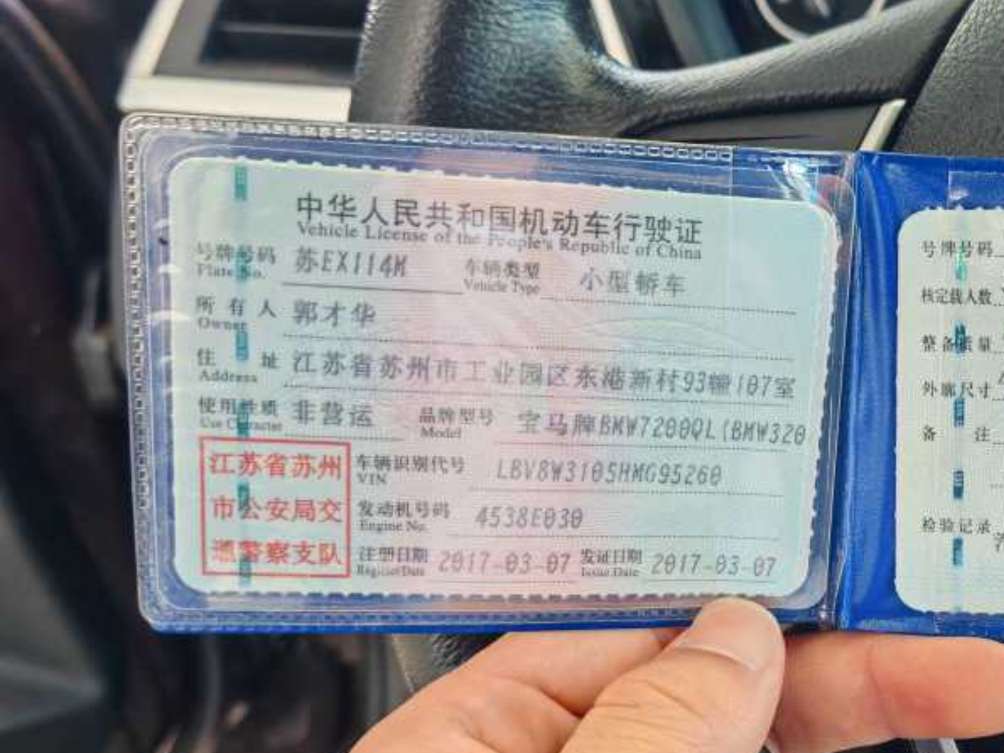 中华人民共和国机动车行驶证
Vehicle License of the People's Republic of China
号牌号码 苏EX114M 车辆类型 小型轿车
Plate No. Vehicle Type
所有人 郭才华
Owner
住址 江苏省苏州市工业园区东港新村93幢107室
Address
使用性质 非营运 品牌型号 宝马牌BMW7200QL(BMW320
Use Character Model
江苏省苏州
市公安局交
通警察支队
车辆识别代号 LBV8W3105HMG95260
VIN
发动机号码 4538E030
Engine No.
注册日期 2017-03-07 发证日期 2017-03-07
Register Date Issue Date
号牌号码
核定载人数
整备质量
外廓尺寸
备注
检验记录